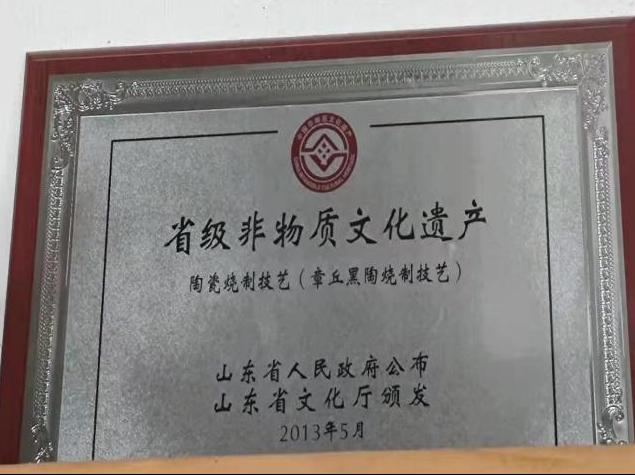 省级非物质文化遗产
陶瓷烧制技艺（章丘黑陶烧制技艺）
山东省人民政府公布
山东省文化厅颁发
2013年5月